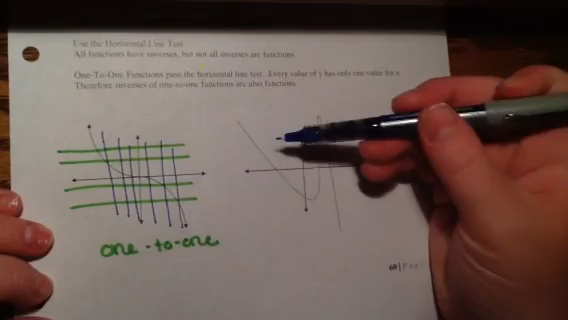 Use the Horizontal Line Test
All functions have inverses, but not all inverses are functions.
One-To-One Functions pass the horizontal line test. Every value of y has only one value for x.
Therefore inverses of one-to-one functions are also functions.
one-to-one